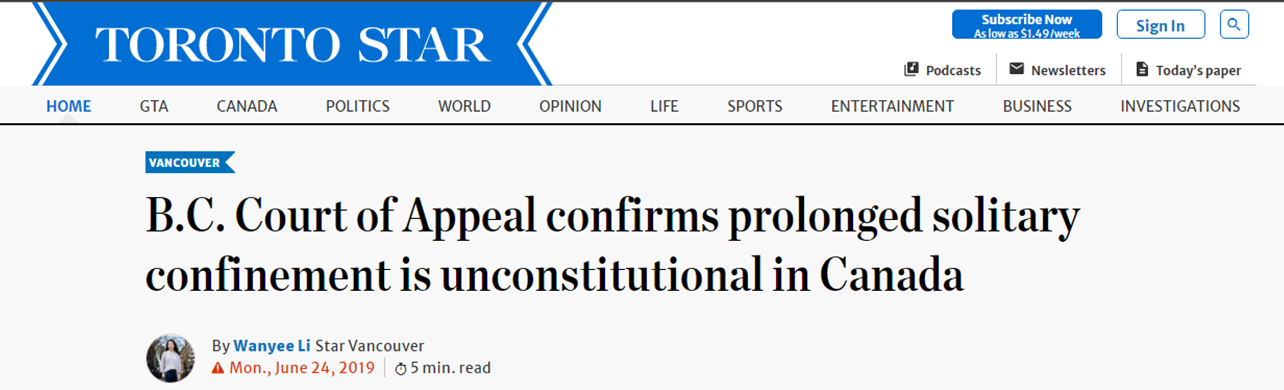 TORONTO STAR
Subscribe Now
As low as $1.49/week
Sign In
Podcasts
Newsletters
Today's paper
HOME GTA CANADA POLITICS WORLD OPINION LIFE SPORTS ENTERTAINMENT BUSINESS INVESTIGATIONS
VANCOUVER
B.C. Court of Appeal confirms prolonged solitary
confinement is unconstitutional in Canada
By Wanyee Li Star Vancouver
Mon., June 24, 2019 5 min. read